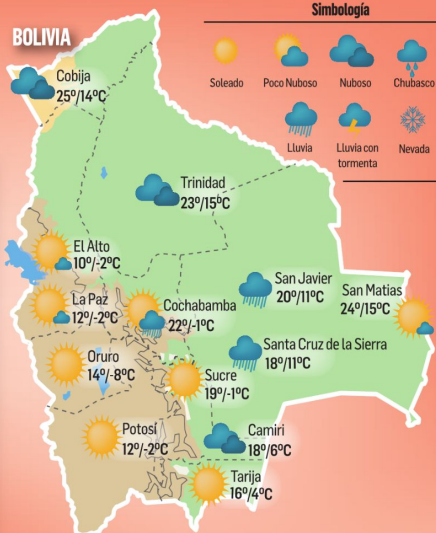 Simbología
BOLIVIA
Soleado
Poco Nuboso
Nuboso
Chubasco
Lluvia
Lluvia con
tormenta
Nevada
Cobija
25º/14ºC
Trinidad
23º/15ºC
El Alto
10º/-2ºC
La Paz
12º/-2ºC
Cochabamba
22º/-1ºC
San Javier
20º/11ºC
San Matias
24º/15ºC
Oruro
14º/-8ºC
Santa Cruz de la Sierra
18º/11ºC
Sucre
19º/-1ºC
Potosí
12º/-2ºC
Camiri
18º/6ºC
Tarija
16º/4ºC